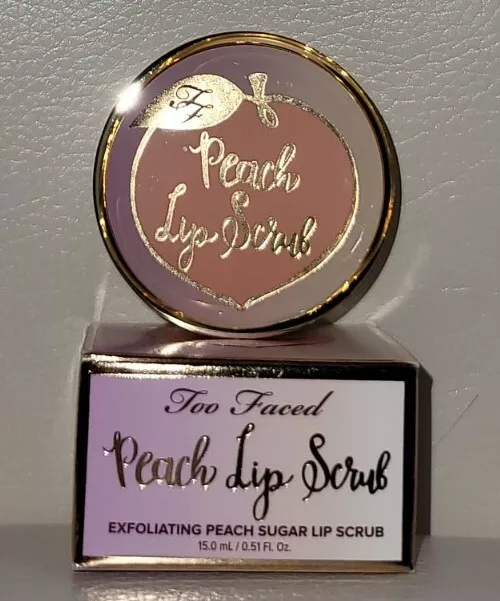 TF
Peach
Lip Scrub
Too Faced
Peach Lip Scrub
EXFOLIATING PEACH SUGAR LIP SCRUB
15.0 mL / 0.51 FL. Oz.